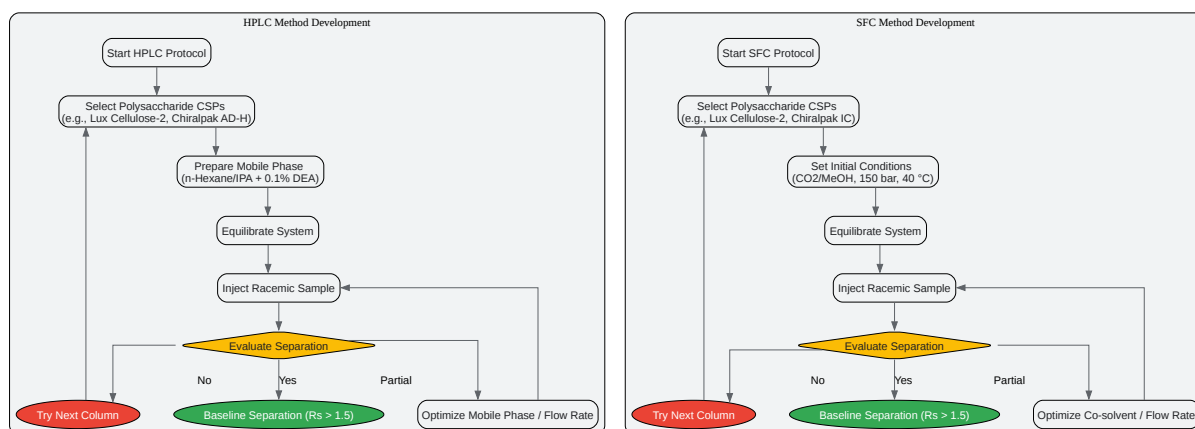 HPLC Method Development
Start HPLC Protocol
Select Polysaccharide CSPs
(e.g., Lux Cellulose-2, Chiralpak AD-H)
Prepare Mobile Phase
(n-Hexane/IPA + 0.1% DEA)
Equilibrate System
Inject Racemic Sample
Evaluate Separation
No
Yes
Partial
Try Next Column
Baseline Separation (Rs > 1.5)
Optimize Mobile Phase / Flow Rate
SFC Method Development
Start SFC Protocol
Select Polysaccharide CSPs
(e.g., Lux Cellulose-2, Chiralpak IC)
Set Initial Conditions
(CO2/MeOH, 150 bar, 40 °C)
Equilibrate System
Inject Racemic Sample
Evaluate Separation
No
Yes
Partial
Try Next Column
Baseline Separation (Rs > 1.5)
Optimize Co-solvent / Flow Rate